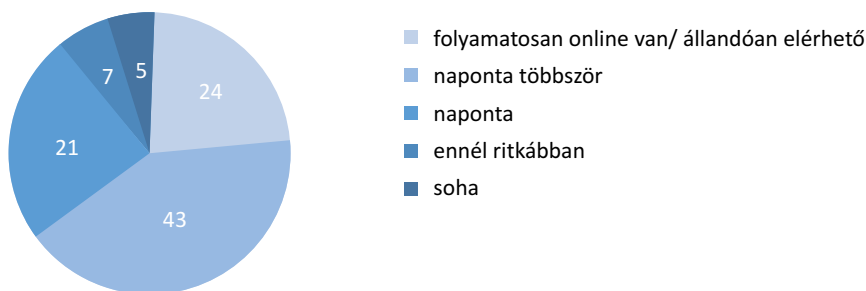 5
7
24
21
43
folyamatosan online van/ állandóan elérhető
naponta többször
naponta
ennél ritkábban
soha